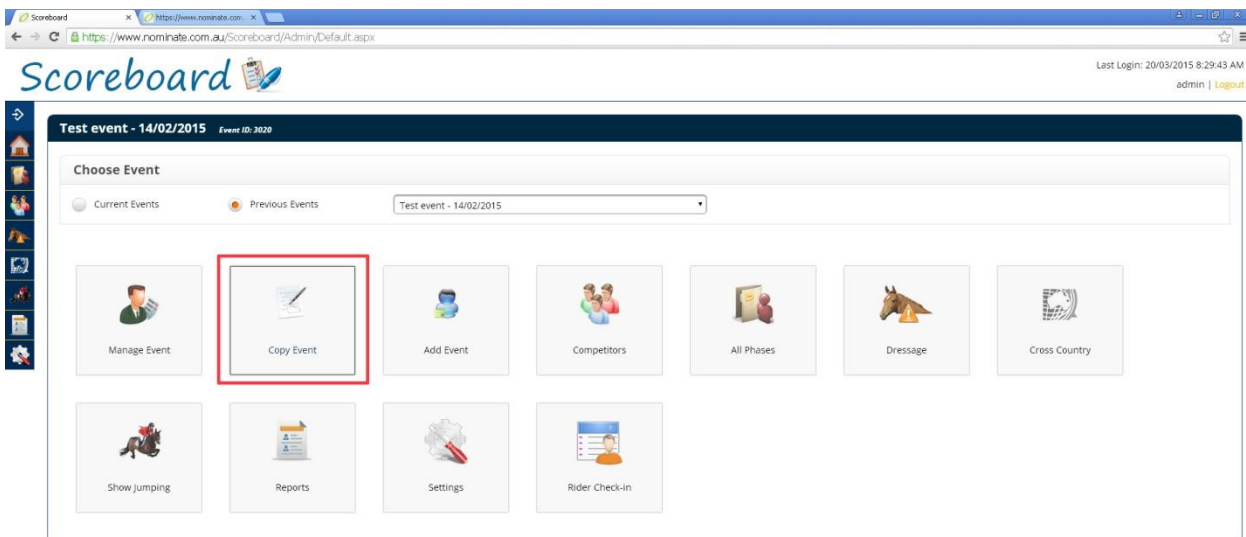 Scoreboard
https://www.nominate.com.
https://www.nominate.com.au/Scoreboard/Admin/Default.aspx
Scoreboard
Last Login: 20/03/2015 8:29:43 AM
admin | Logout
Test event - 14/02/2015 Event ID: 3020
Choose Event
Current Events Previous Events Test event - 14/02/2015
Manage Event Copy Event Add Event Competitors All Phases Dressage Cross Country
Show Jumping Reports Settings Rider Check-in